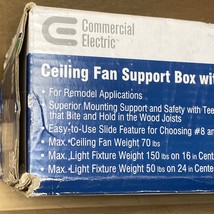 Commercial
Electric™
Ceiling Fan Support Box wit
• For Remodel Applications
Superior Mounting Support and Safety with Tee
that Bite and Hold in the Wood Joists
• Easy-to-Use Slide Feature for Choosing #8 an
• Max. Ceiling Fan Weight 70 lbs
• Max. Light Fixture Weight 150 lbs on 16 in Cente
• Max. Light Fixture Weight 50 lbs on 24 in Center